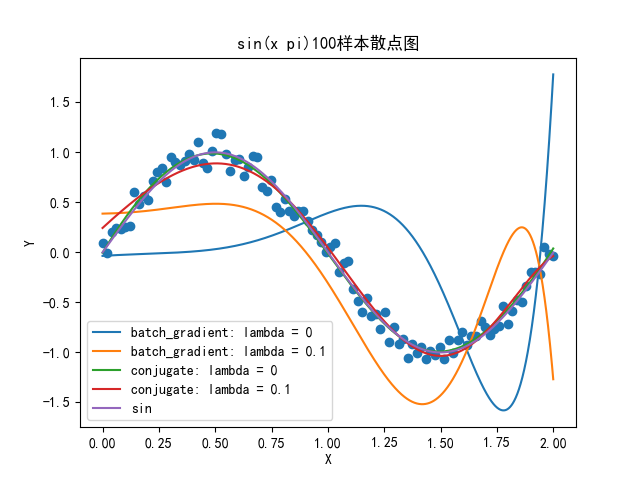 sin(x pi)100样本散点图
Y
1.5
1.0
0.5
0.0
−0.5
−1.0
−1.5
batch_gradient: lambda = 0
batch_gradient: lambda = 0.1
conjugate: lambda = 0
conjugate: lambda = 0.1
sin
0.00 0.25 0.50 0.75 1.00 1.25 1.50 1.75 2.00
X